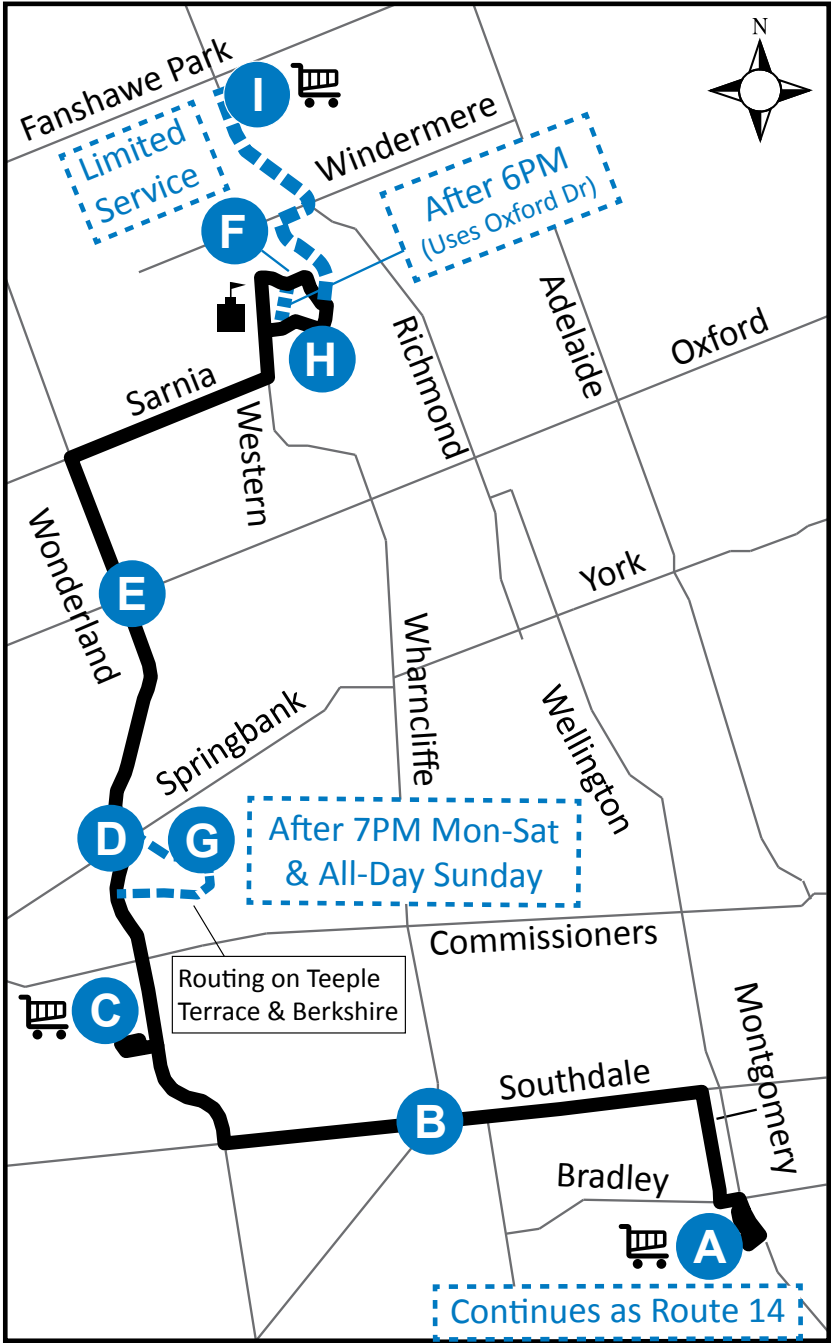 N
Fanshawe Park
I
Limited
Service
Windermere
After 6PM
(Uses Oxford Dr)
F
H
Adelaide
Oxford
Richmond
Sarnia
Western
Wonderland
E
York
Wharncliffe
Springbank
Wellington
D
G
After 7PM Mon-Sat
& All-Day Sunday
Commissioners
Routing on Teeple
Terrace & Berkshire
C
Montgomery
Southdale
B
Bradley
A
Continues as Route 14